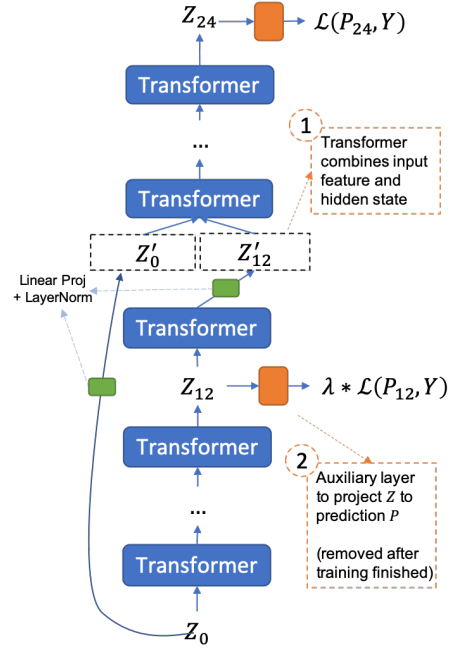 Z₂₄
ℒ(P₂₄, Y)
Transformer
...
1
Transformer
combines input
feature and
hidden state
Transformer
Z′₀
Z′₁₂
Linear Proj
+ LayerNorm
Transformer
Z₁₂
λ * ℒ(P₁₂, Y)
Transformer
2
Auxiliary layer
to project Z to
prediction P
(removed after
training finished)
...
Transformer
Z₀